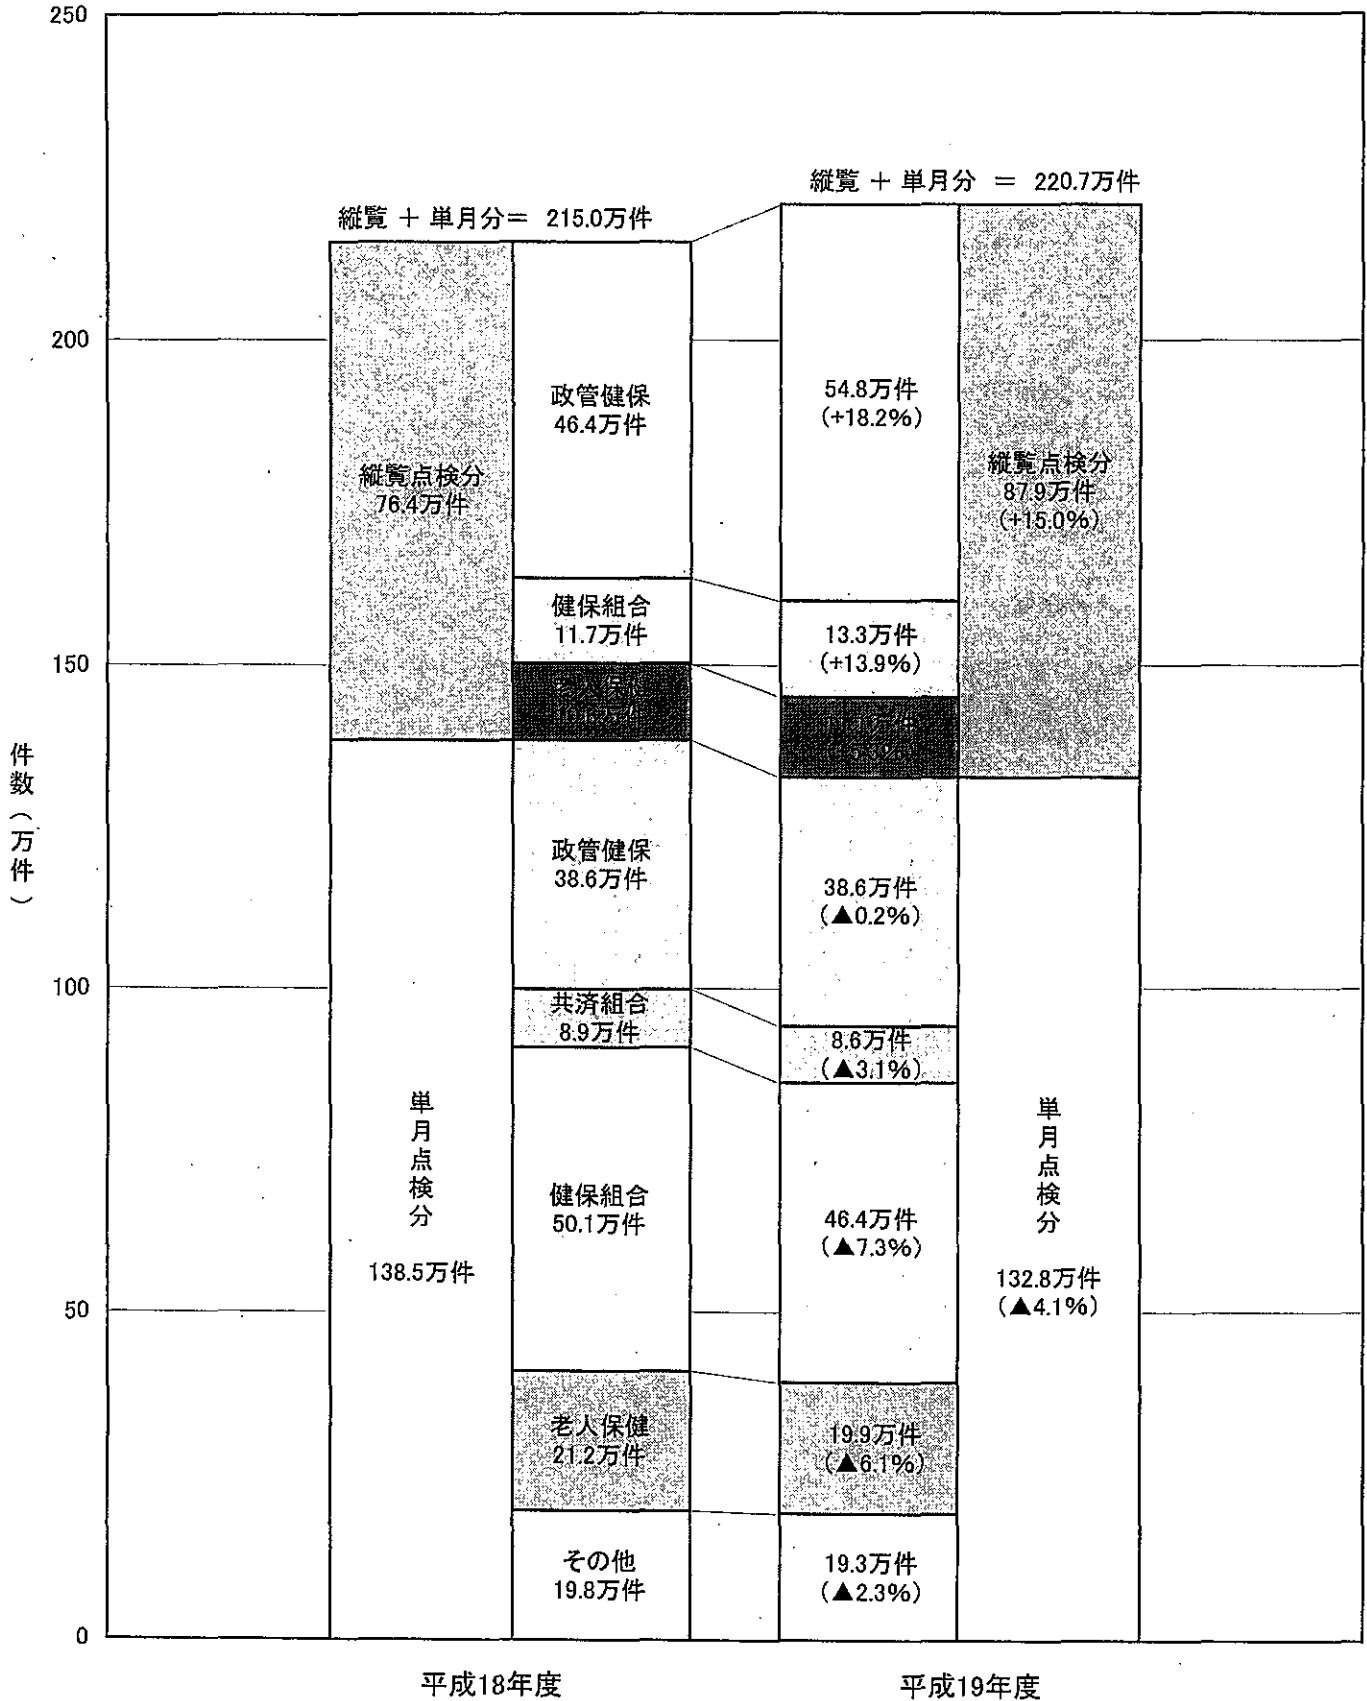 250
縦覧 + 単月分 = 220.7万件
縦覧 + 単月分= 215.0万件
200
政管健保
46.4万件
54.8万件
(+18.2%)
縦覧点検分
76.4万件
縦覧点検分
87.9万件
(+15.0%)
健保組合
11.7万件
13.3万件
(+13.9%)
150
件数(万件)
政管健保
38.6万件
38.6万件
(▲0.2%)
100
共済組合
8.9万件
8.6万件
(▲3.1%)
単月点検分
138.5万件
健保組合
50.1万件
46.4万件
(▲7.3%)
単月点検分
132.8万件
(▲4.1%)
50
老人保健
21.2万件
19.9万件
(▲6.1%)
その他
19.8万件
19.3万件
(▲2.3%)
0
平成18年度
平成19年度